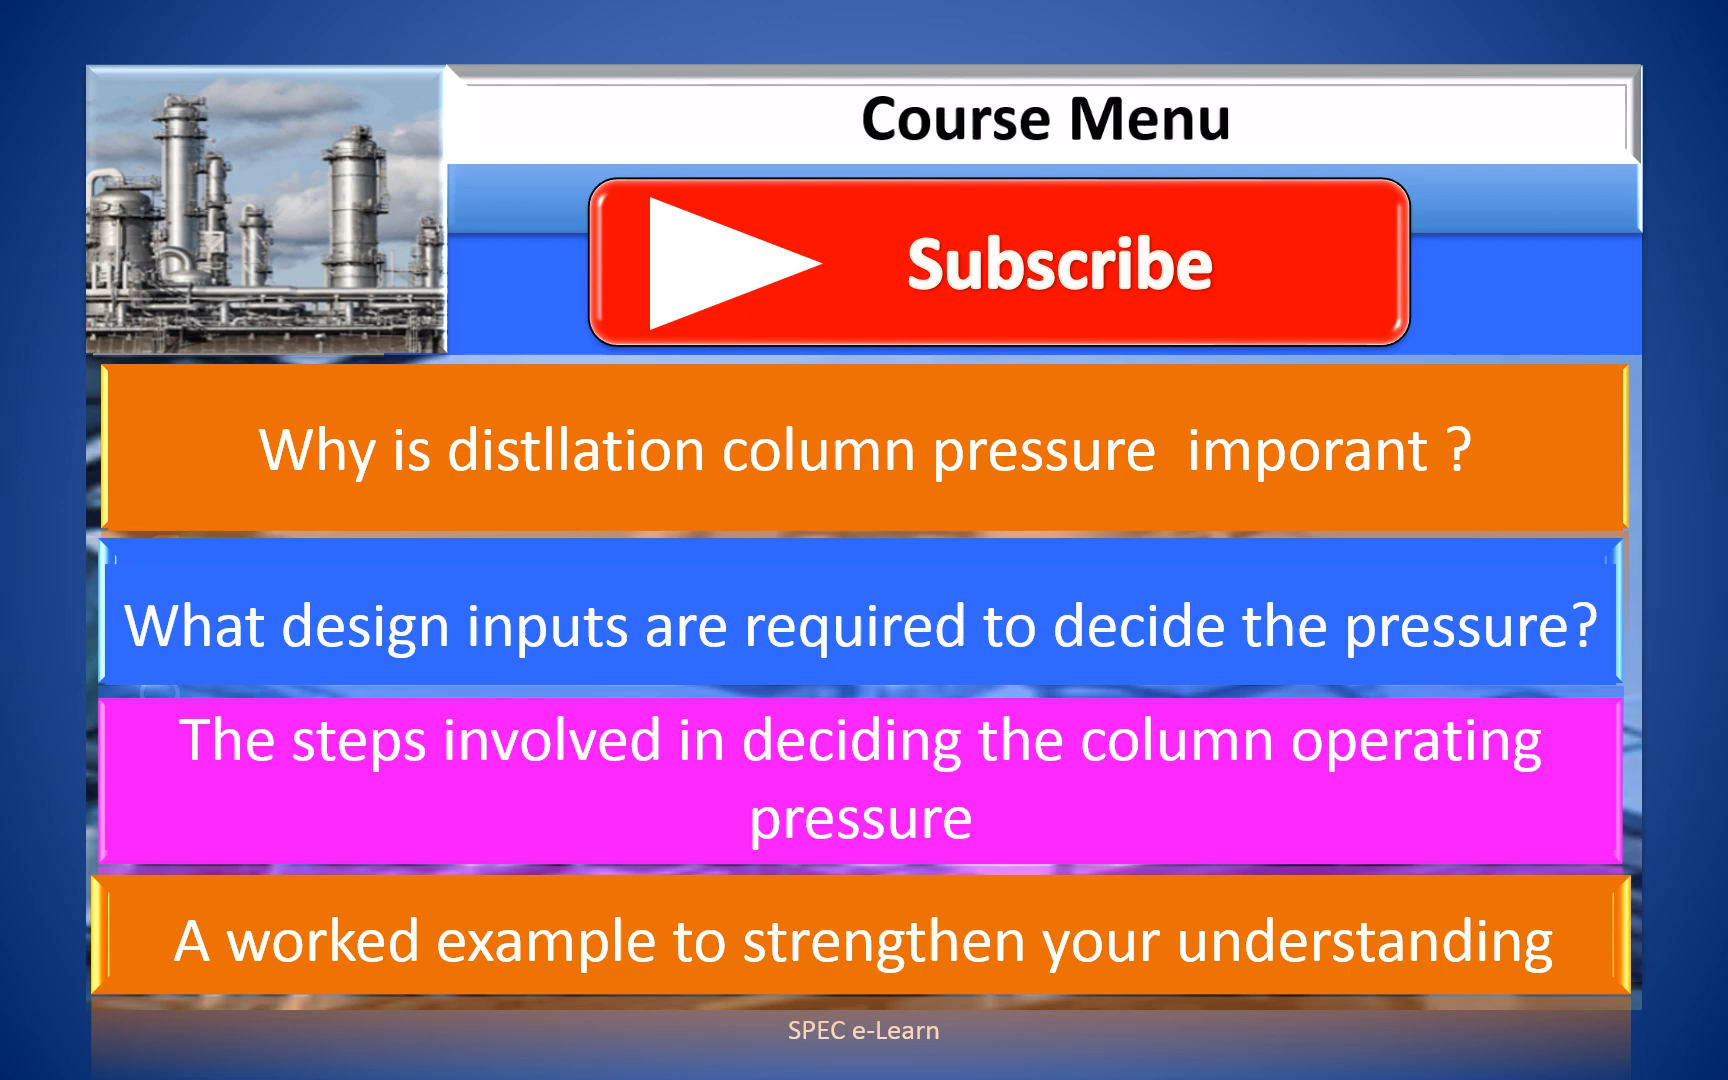 Course Menu
Subscribe
Why is distllation column pressure  imporant ?
What design inputs are required to decide the pressure?
The steps involved in deciding the column operating
pressure
A worked example to strengthen your understanding
SPEC e-Learn